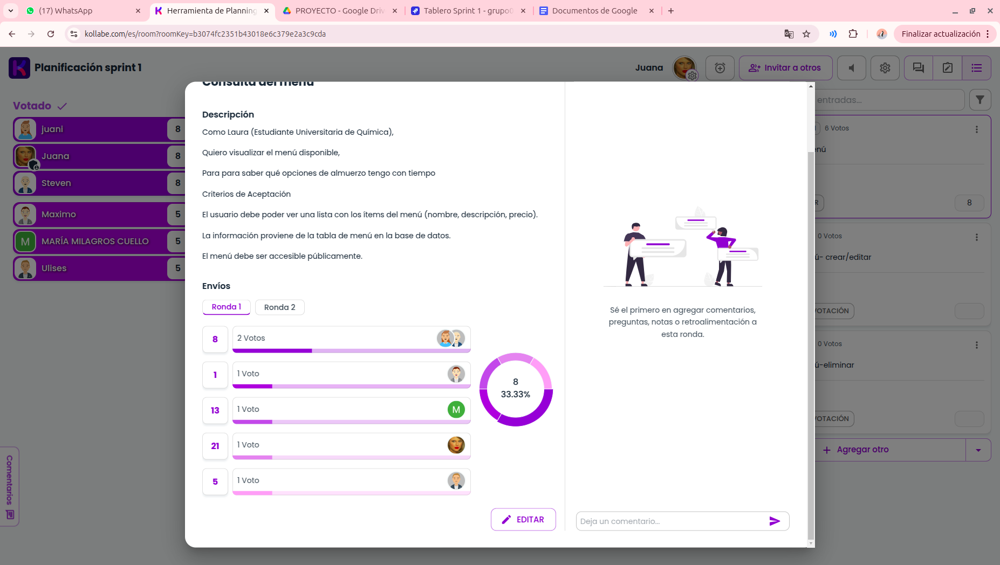 (17) WhatsApp
Herramienta de Planning
PROYECTO - Google Driv
Tablero Sprint 1 - grupo0
Documentos de Google
kollabe.com/es/room?roomKey=b3074fc2351b43018e6c379e2a3c9cda
Finalizar actualización
Planificación sprint 1
Juana
Invitar a otros
Votado
juani
8
Juana
8
Steven
8
Maximo
5
M
MARÍA MILAGROS CUELLO
5
Ulises
5
Comentarios
Consulta del menú
Descripción
Como Laura (Estudiante Universitaria de Química),
Quiero visualizar el menú disponible,
Para para saber qué opciones de almuerzo tengo con tiempo
Criterios de Aceptación
El usuario debe poder ver una lista con los ítems del menú (nombre, descripción, precio).
La información proviene de la tabla de menú en la base de datos.
El menú debe ser accesible públicamente.
Envíos
Ronda 1
Ronda 2
8
2 Votos
1
1 Voto
13
1 Voto
M
21
1 Voto
5
1 Voto
8
33.33%
EDITAR
Sé el primero en agregar comentarios,
preguntas, notas o retroalimentación a
esta ronda.
Deja un comentario...
entradas...
6 Votos
enú
R
8
0 Votos
ú- crear/editar
VOTACIÓN
0 Votos
ú-eliminar
VOTACIÓN
Agregar otro